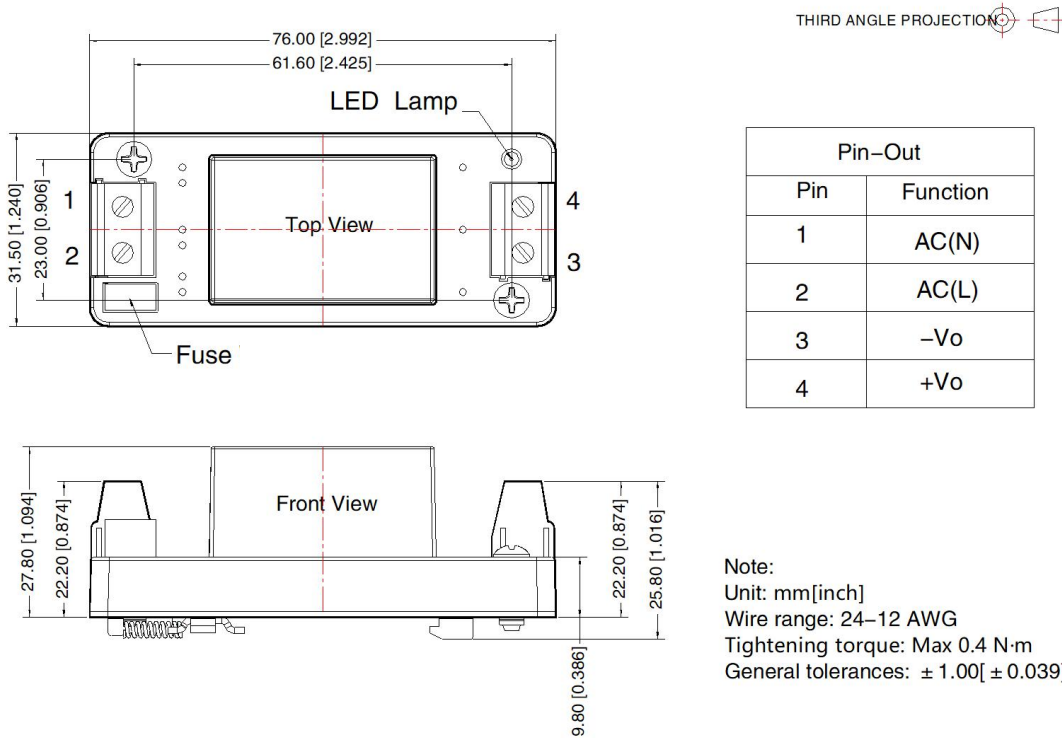 THIRD ANGLE PROJECTION
76.00 [2.992]
61.60 [2.425]
LED Lamp
31.50 [1.240]
23.00 [0.906]
1
2
Top View
4
3
Fuse
Pin–Out
Pin Function
1 AC(N)
2 AC(L)
3 –Vo
4 +Vo
27.80 [1.094]
22.20 [0.874]
Front View
22.20 [0.874]
25.80 [1.016]
9.80 [0.386]
Note:
Unit: mm[inch]
Wire range: 24–12 AWG
Tightening torque: Max 0.4 N·m
General tolerances: ± 1.00[ ± 0.039]